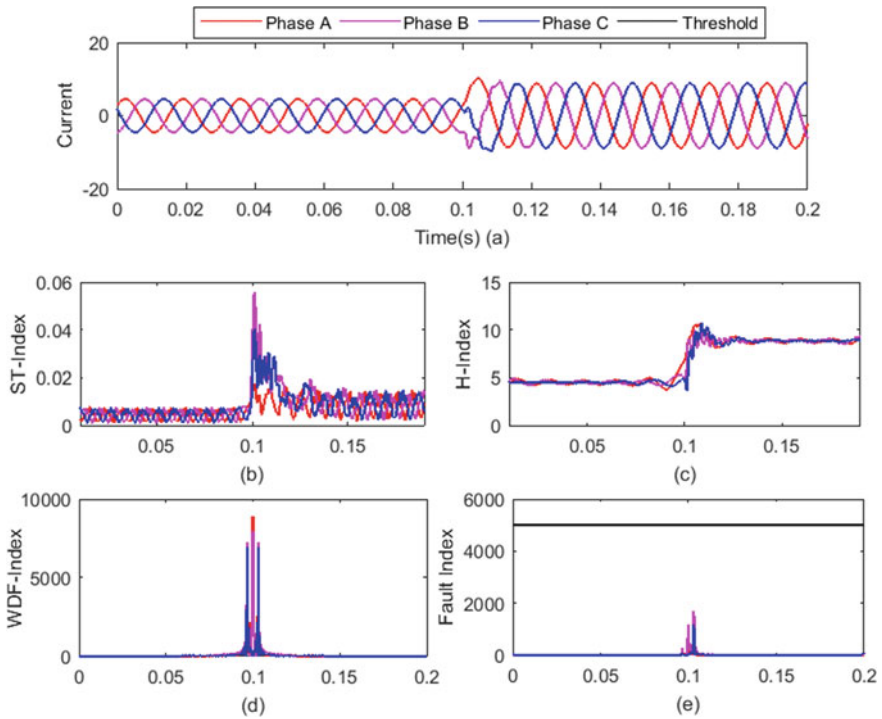 Phase A Phase B Phase C Threshold
20
0
-20
Current
0 0.02 0.04 0.06 0.08 0.1 0.12 0.14 0.16 0.18 0.2
Time(s) (a)
0.06
0.04
0.02
0
ST-Index
0.05 0.1 0.15
(b)
15
10
5
0
H-Index
0.05 0.1 0.15
(c)
10000
5000
0
WDF-Index
0 0.05 0.1 0.15 0.2
(d)
6000
4000
2000
0
Fault Index
0 0.05 0.1 0.15 0.2
(e)